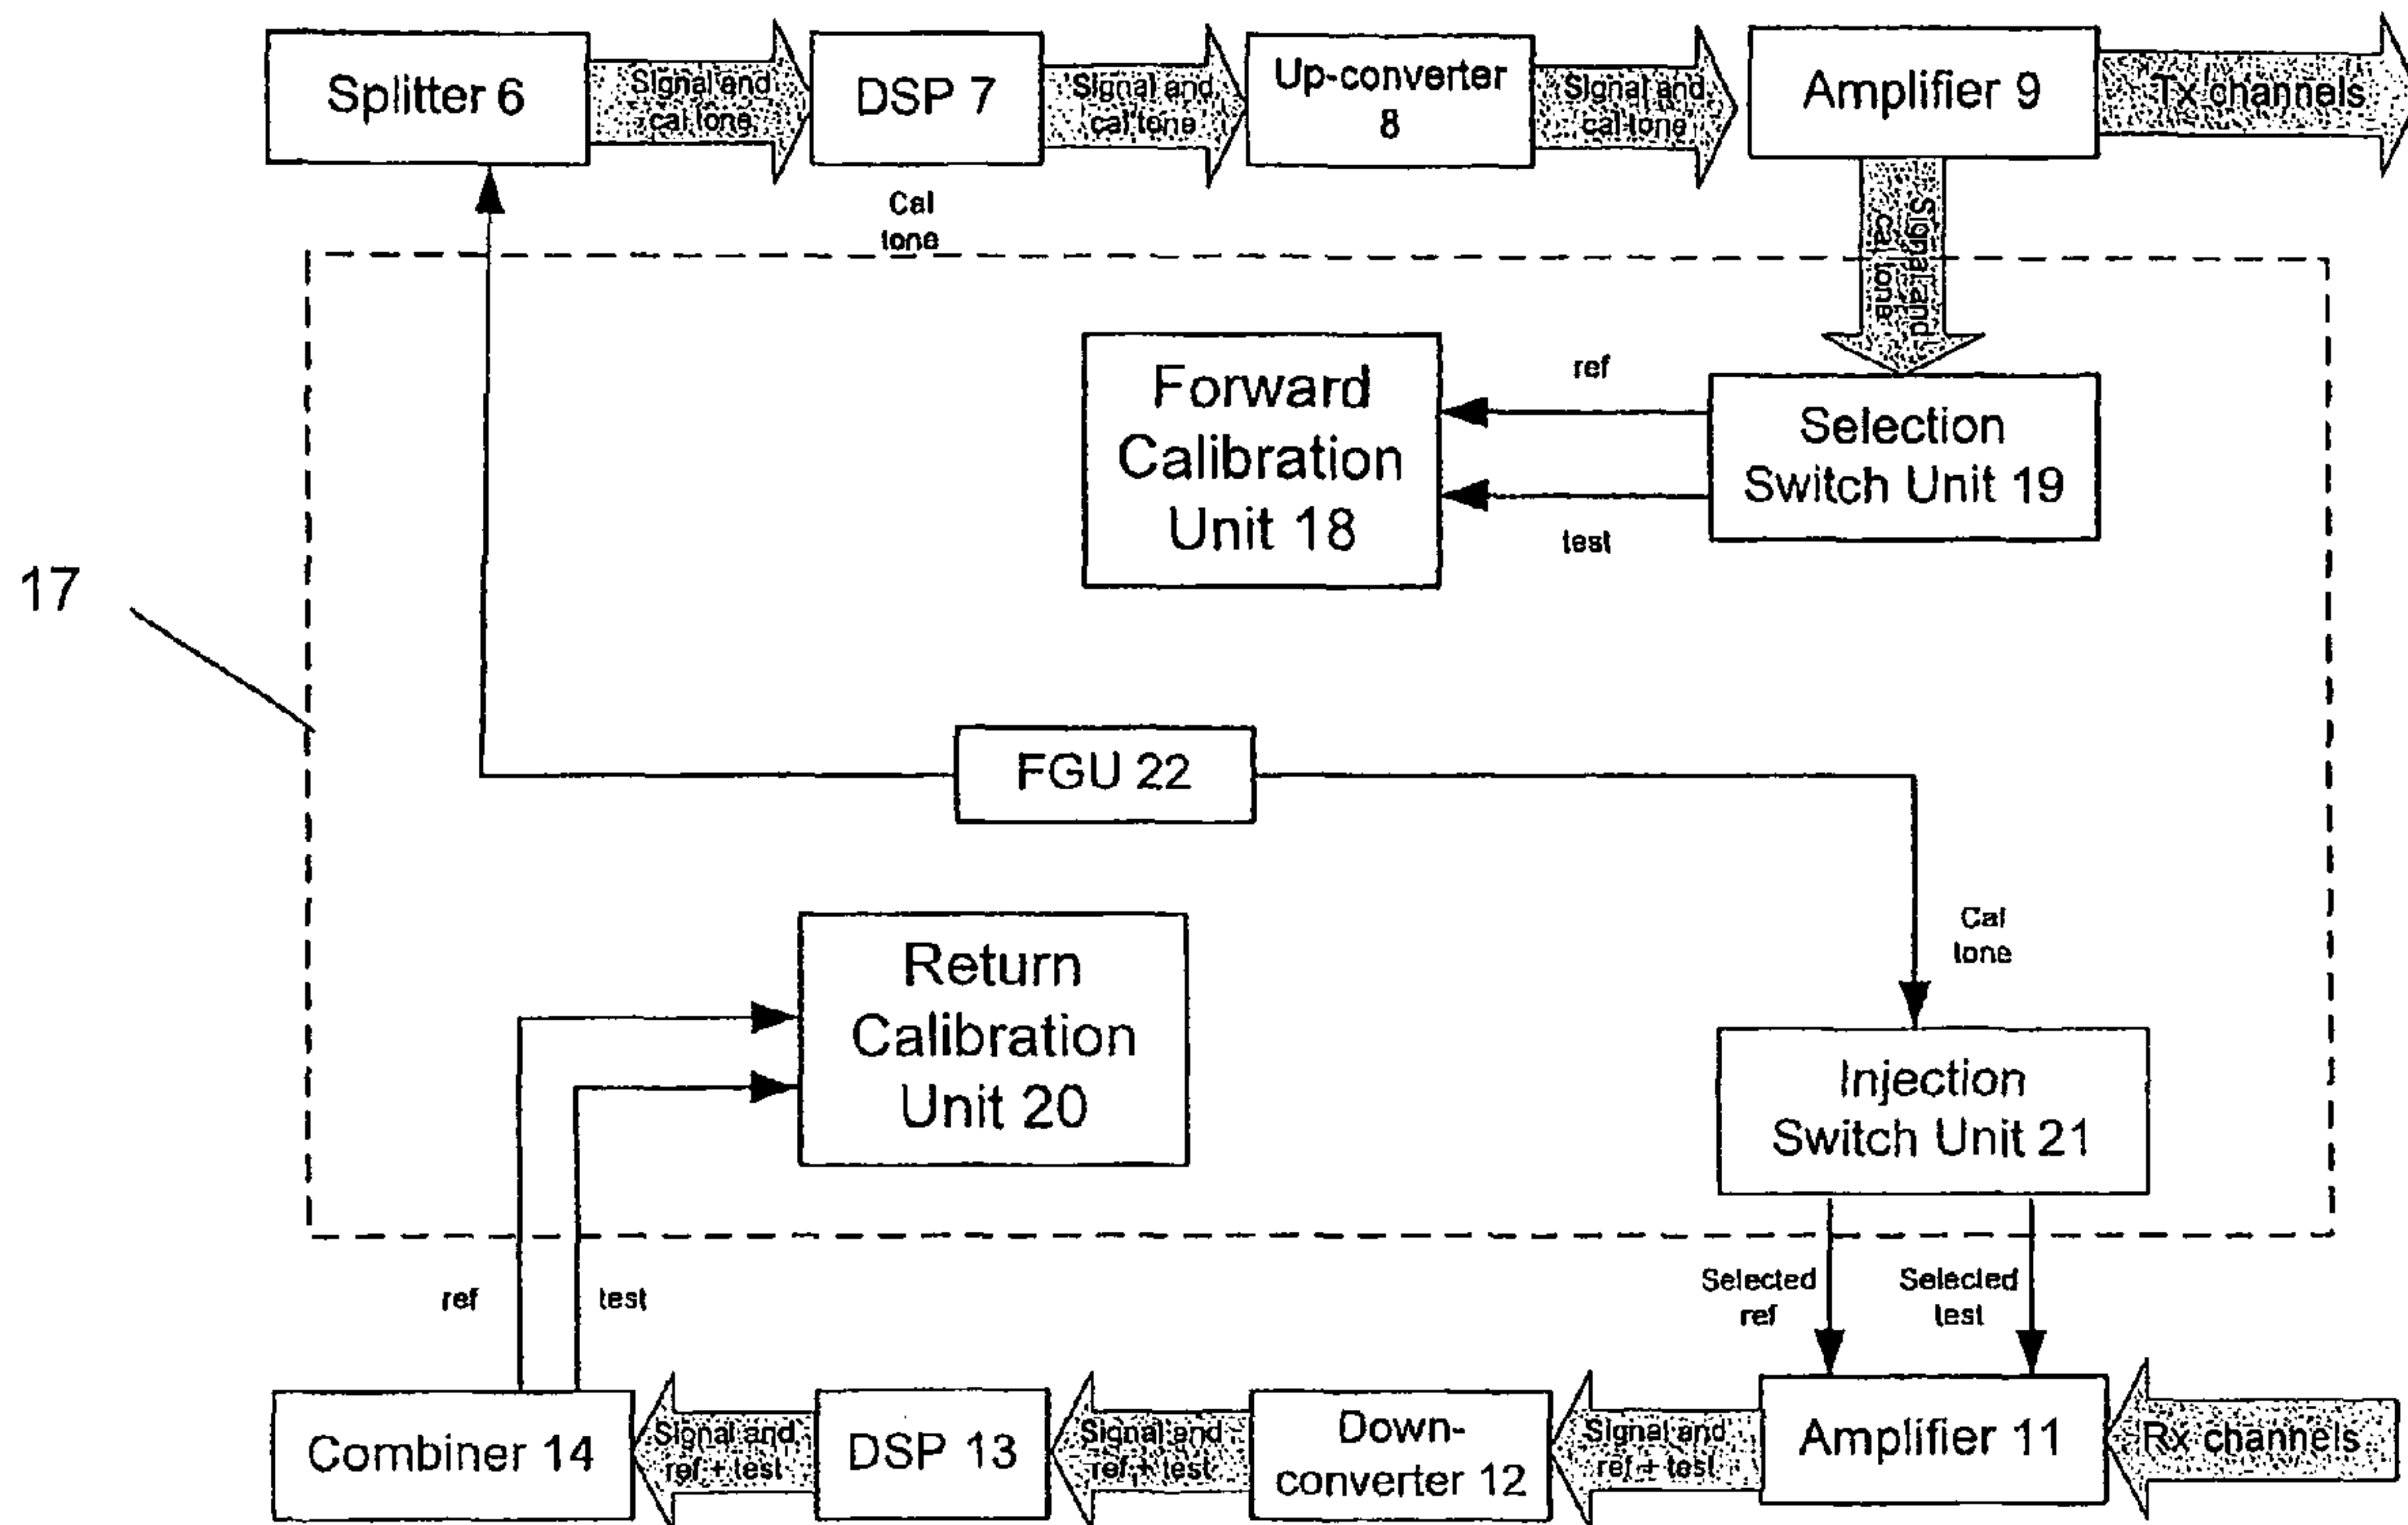 Splitter 6
Signal and
cal tone
DSP 7
Signal and
cal tone
Up-converter
8
Signal and
cal tone
Amplifier 9
Tx channels
Cal
tone
Signal and
cal tone
Forward
Calibration
Unit 18
ref
test
Selection
Switch Unit 19
17
FGU 22
Return
Calibration
Unit 20
Cal
tone
Injection
Switch Unit 21
ref
test
Selected
ref
Selected
test
Combiner 14
Signal and
ref + test
DSP 13
Signal and
ref + test
Down-
converter 12
Signal and
ref + test
Amplifier 11
Rx channels